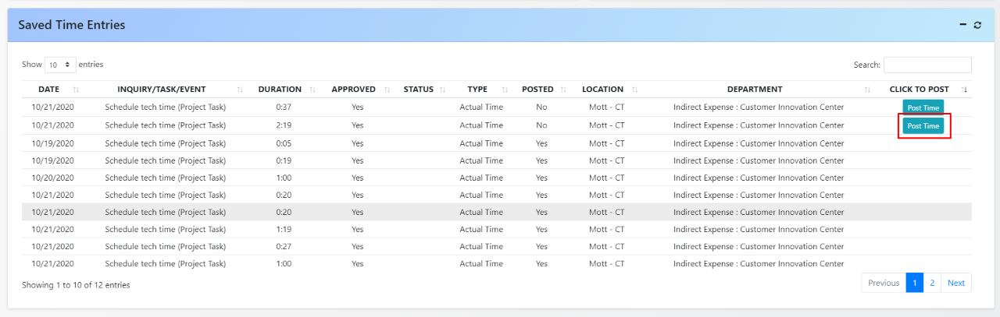 Saved Time Entries
Show 10 entries Search:
DATE INQUIRY/TASK/EVENT DURATION APPROVED STATUS TYPE POSTED LOCATION DEPARTMENT CLICK TO POST
10/21/2020 Schedule tech time (Project Task) 0:37 Yes Actual Time No Mott - CT Indirect Expense : Customer Innovation Center Post Time
10/21/2020 Schedule tech time (Project Task) 2:19 Yes Actual Time No Mott - CT Indirect Expense : Customer Innovation Center Post Time
10/19/2020 Schedule tech time (Project Task) 0:05 Yes Actual Time Yes Mott - CT Indirect Expense : Customer Innovation Center
10/19/2020 Schedule tech time (Project Task) 0:19 Yes Actual Time Yes Mott - CT Indirect Expense : Customer Innovation Center
10/20/2020 Schedule tech time (Project Task) 1:00 Yes Actual Time Yes Mott - CT Indirect Expense : Customer Innovation Center
10/21/2020 Schedule tech time (Project Task) 0:20 Yes Actual Time Yes Mott - CT Indirect Expense : Customer Innovation Center
10/21/2020 Schedule tech time (Project Task) 0:20 Yes Actual Time Yes Mott - CT Indirect Expense : Customer Innovation Center
10/21/2020 Schedule tech time (Project Task) 1:19 Yes Actual Time Yes Mott - CT Indirect Expense : Customer Innovation Center
10/21/2020 Schedule tech time (Project Task) 0:27 Yes Actual Time Yes Mott - CT Indirect Expense : Customer Innovation Center
10/21/2020 Schedule tech time (Project Task) 1:00 Yes Actual Time Yes Mott - CT Indirect Expense : Customer Innovation Center
Showing 1 to 10 of 12 entries Previous 1 2 Next